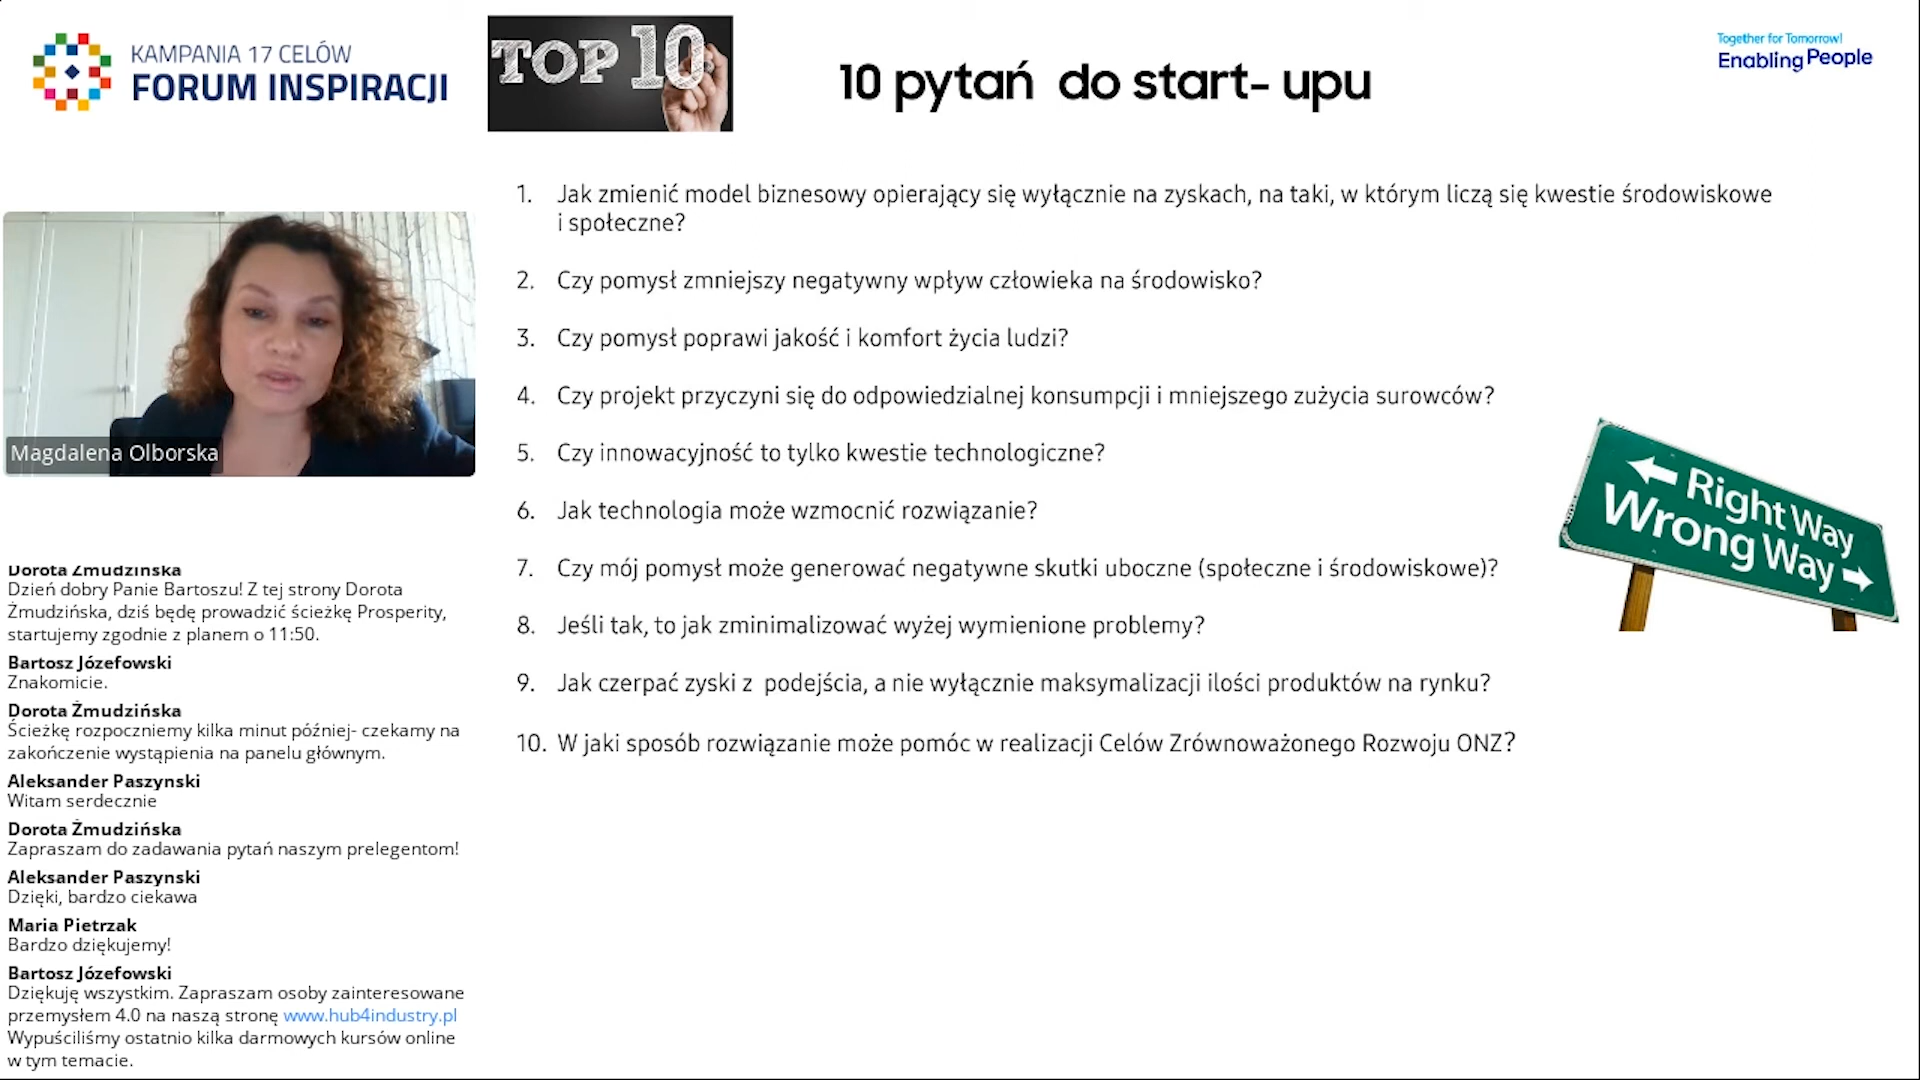 KAMPANIA 17 CELÓW
FORUM INSPIRACJI
TOP 10
10 pytań do start- upu
Together for Tomorrow!
Enabling People
1. Jak zmienić model biznesowy opierający się wyłącznie na zyskach, na taki, w którym liczą się kwestie środowiskowe
i społeczne?
2. Czy pomysł zmniejszy negatywny wpływ człowieka na środowisko?
3. Czy pomysł poprawi jakość i komfort życia ludzi?
4. Czy projekt przyczyni się do odpowiedzialnej konsumpcji i mniejszego zużycia surowców?
5. Czy innowacyjność to tylko kwestie technologiczne?
6. Jak technologia może wzmocnić rozwiązanie?
7. Czy mój pomysł może generować negatywne skutki uboczne (społeczne i środowiskowe)?
8. Jeśli tak, to jak zminimalizować wyżej wymienione problemy?
9. Jak czerpać zyski z podejścia, a nie wyłącznie maksymalizacji ilości produktów na rynku?
10. W jaki sposób rozwiązanie może pomóc w realizacji Celów Zrównoważonego Rozwoju ONZ?
Right Way
Wrong Way
Magdalena Olborska
Dorota Żmudzińska
Dzień dobry Panie Bartoszu! Z tej strony Dorota
Żmudzińska, dziś będę prowadzić ścieżkę Prosperity,
startujemy zgodnie z planem o 11:50.
Bartosz Józefowski
Znakomicie.
Dorota Żmudzińska
Ścieżkę rozpoczniemy kilka minut później- czekamy na
zakończenie wystąpienia na panelu głównym.
Aleksander Paszynski
Witam serdecznie
Dorota Żmudzińska
Zapraszam do zadawania pytań naszym prelegentom!
Aleksander Paszynski
Dzięki, bardzo ciekawa
Maria Pietrzak
Bardzo dziękujemy!
Bartosz Józefowski
Dziękuję wszystkim. Zapraszam osoby zainteresowane
przemysłem 4.0 na naszą stronę www.hub4industry.pl
Wypuściliśmy ostatnio kilka darmowych kursów online
w tym temacie.